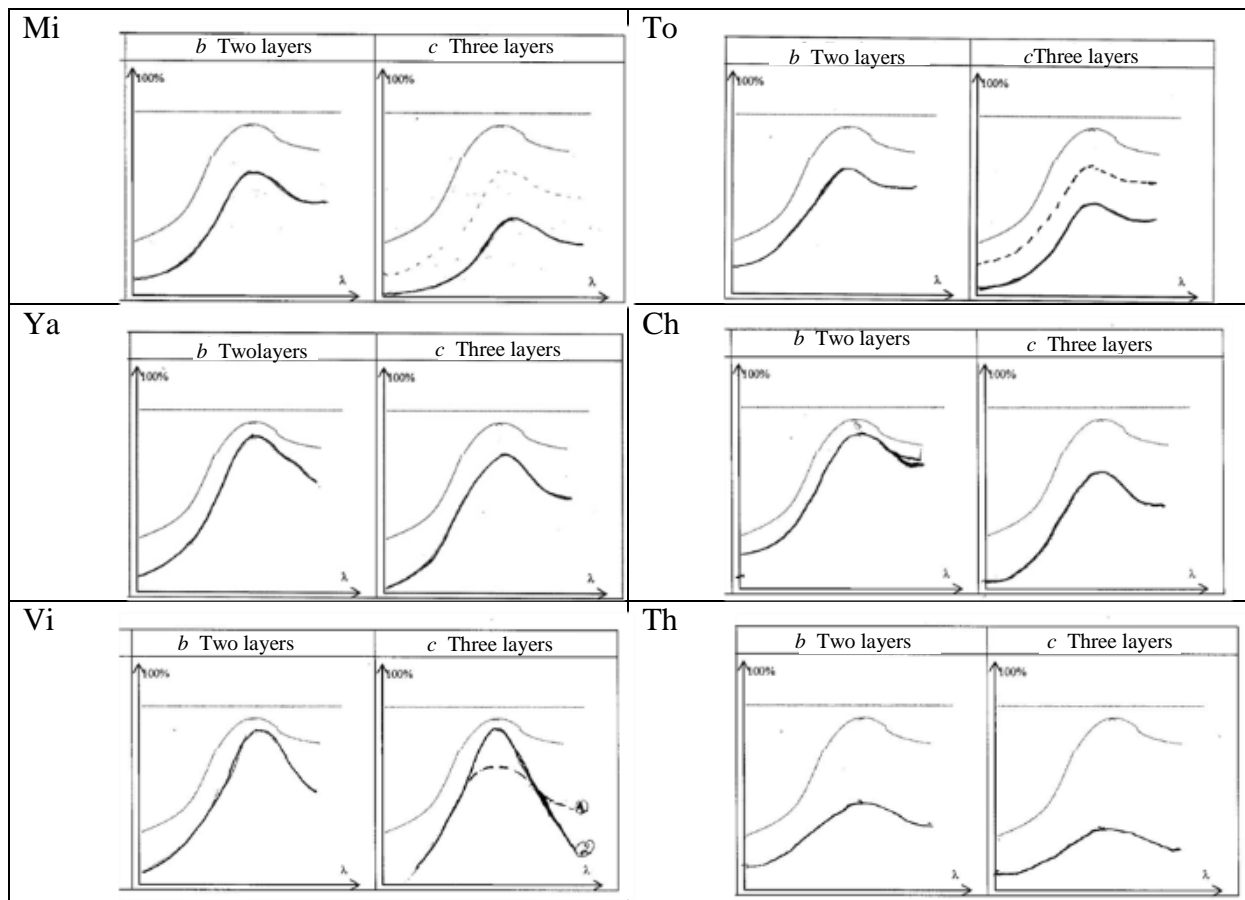 Mi
b Two layers
c Three layers
100%
λ
100%
λ
To
b Two layers
cThree layers
100%
λ
100%
λ
Ya
b Twolayers
c Three layers
100%
λ
100%
λ
Ch
b Two layers
c Three layers
100%
λ
100%
λ
Vi
b Two layers
c Three layers
100%
λ
100%
1
2
λ
Th
b Two layers
c Three layers
100%
λ
100%
λ